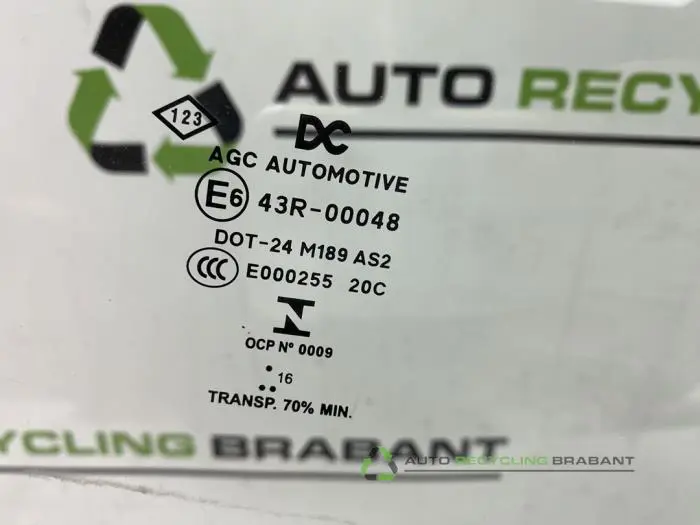 AUTO RECY
123
DC
AGC AUTOMOTIVE
E6 43R-00048
DOT-24 M189 AS2
CCC E000255 20C
OCP Nº 0009
16
TRANSP. 70% MIN.
YCLING BRABANT
AUTO RECYCLING BRABANT